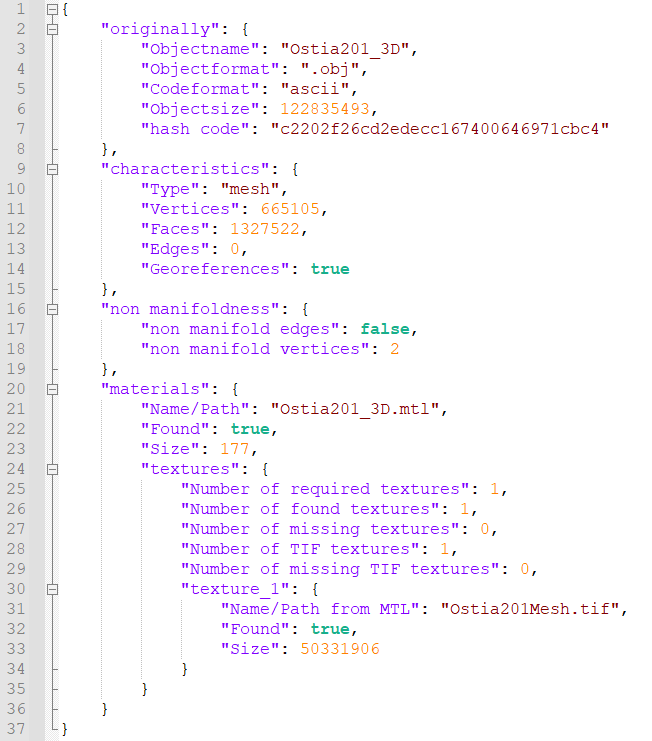 1 {
2 "originally": {
3 "Objectname": "Ostia201_3D",
4 "Objectformat": ".obj",
5 "Codeformat": "ascii",
6 "Objectsize": 122835493,
7 "hash code": "c2202f26cd2edecc167400646971cbc4"
8 },
9 "characteristics": {
10 "Type": "mesh",
11 "Vertices": 665105,
12 "Faces": 1327522,
13 "Edges": 0,
14 "Georeferences": true
15 },
16 "non manifoldness": {
17 "non manifold edges": false,
18 "non manifold vertices": 2
19 },
20 "materials": {
21 "Name/Path": "Ostia201_3D.mtl",
22 "Found": true,
23 "Size": 177,
24 "textures": {
25 "Number of required textures": 1,
26 "Number of found textures": 1,
27 "Number of missing textures": 0,
28 "Number of TIF textures": 1,
29 "Number of missing TIF textures": 0,
30 "texture_1": {
31 "Name/Path from MTL": "Ostia201Mesh.tif",
32 "Found": true,
33 "Size": 50331906
34 }
35 }
36 }
37 }